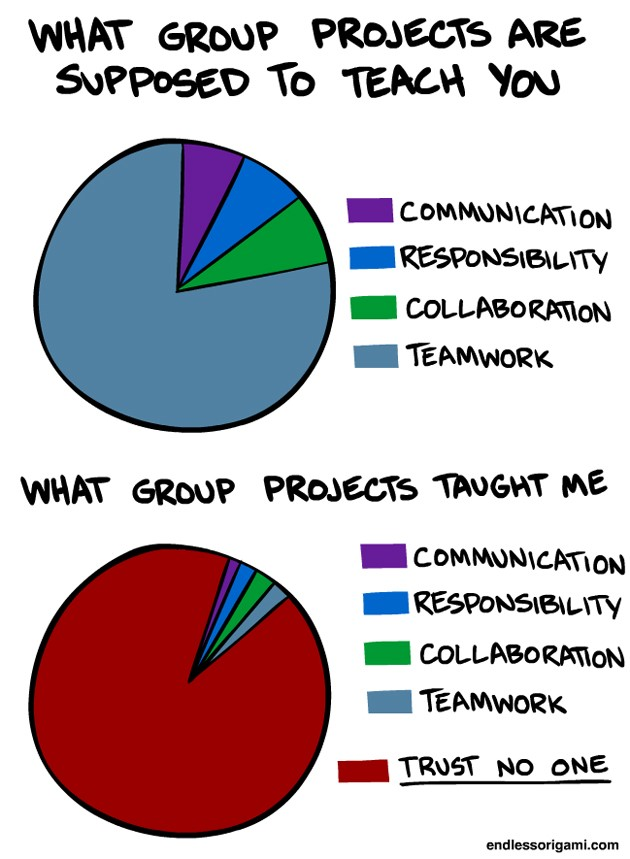 WHAT GROUP PROJECTS ARE
SUPPOSED TO TEACH YOU
COMMUNICATION
RESPONSIBILITY
COLLABORATION
TEAMWORK
WHAT GROUP PROJECTS TAUGHT ME
COMMUNICATION
RESPONSIBILITY
COLLABORATION
TEAMWORK
TRUST NO ONE
endlessorigami.com